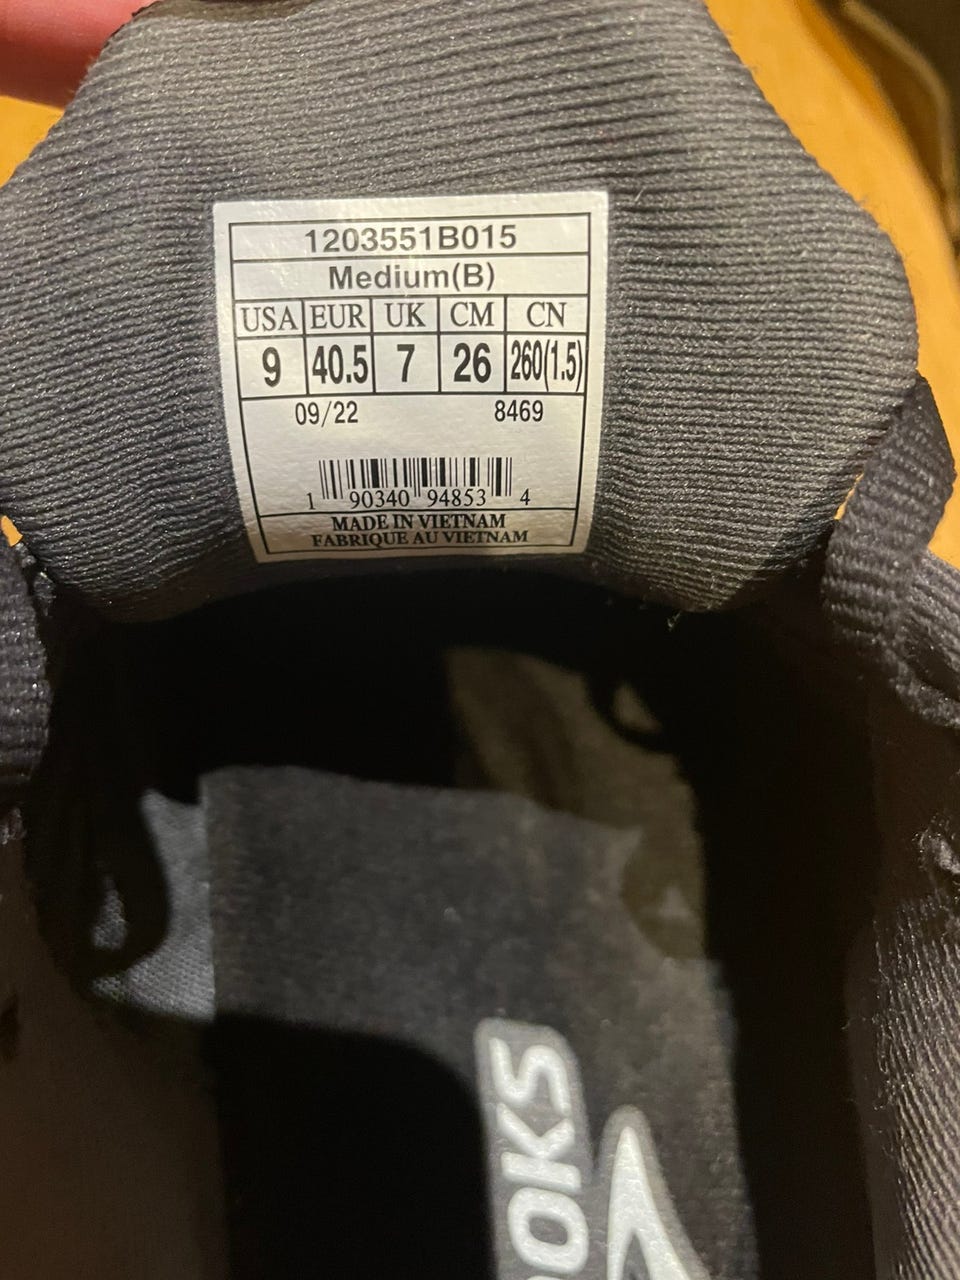 1203551B015
Medium(B)
USA EUR UK CM CN
9 40.5 7 26 260(1.5)
09/22 8469
1 90340 94853 4
MADE IN VIETNAM
FABRIQUE AU VIETNAM
OOKS